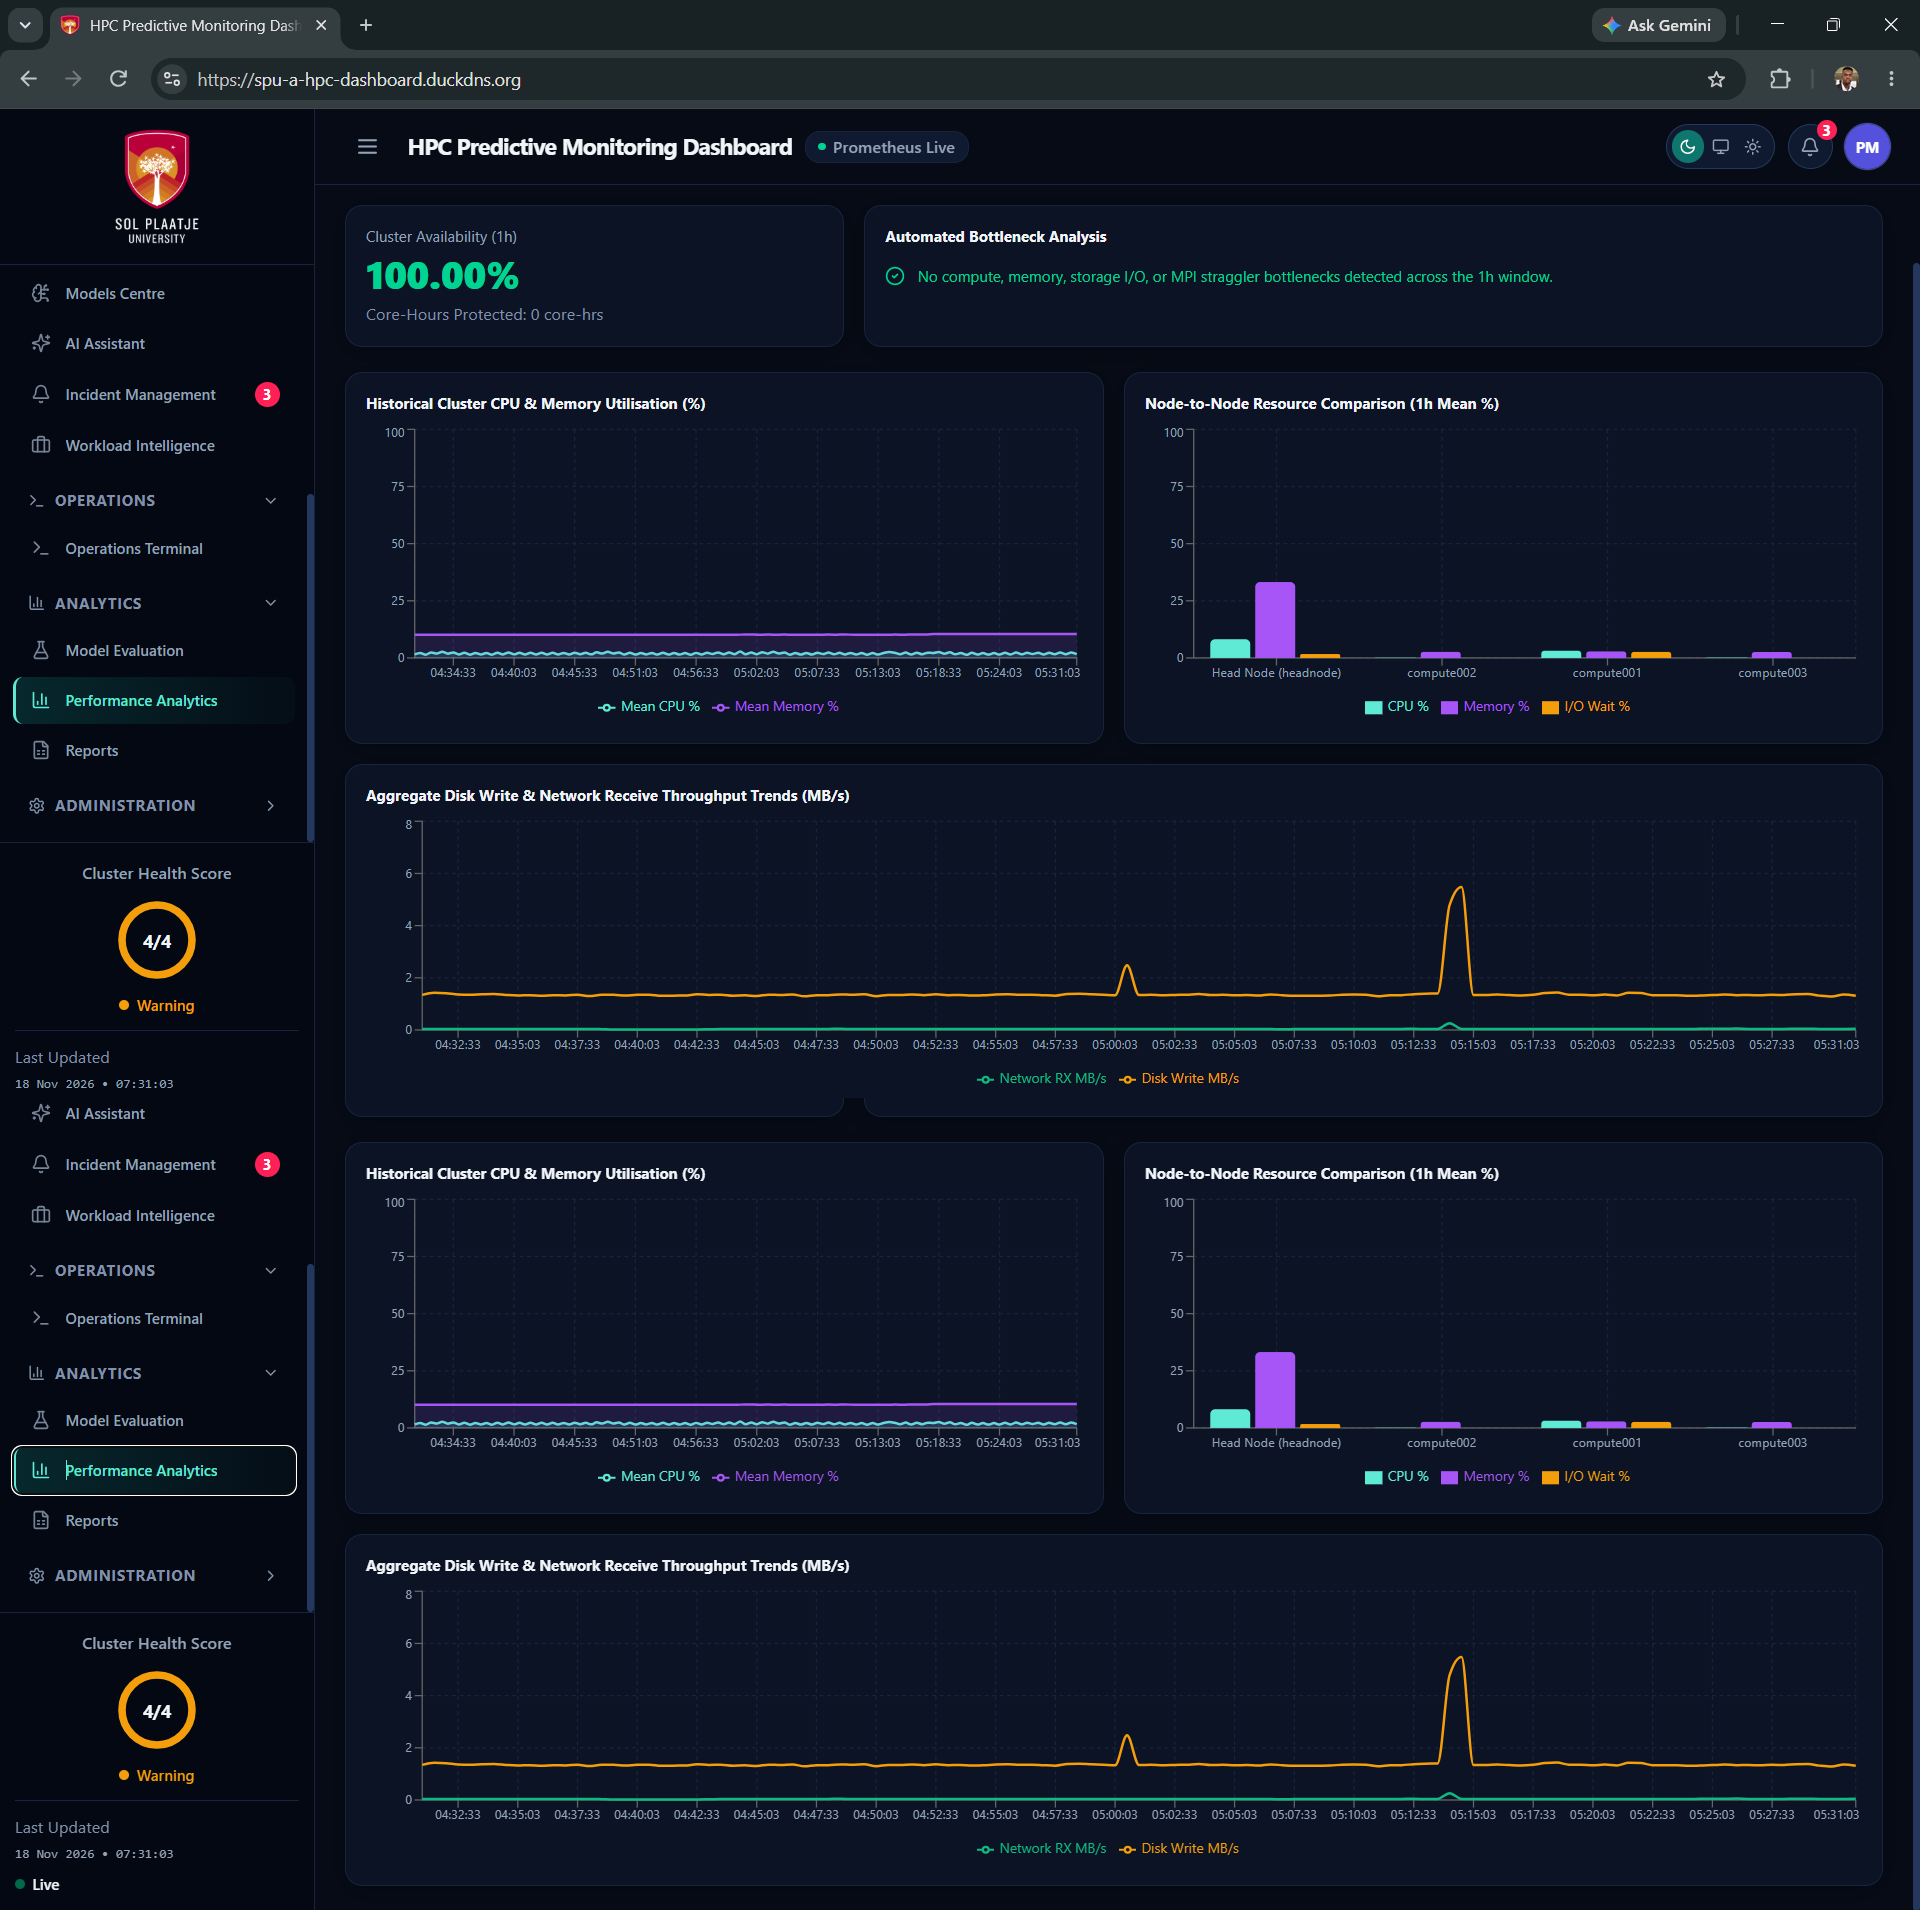 HPC Predictive Monitoring Dash
Ask Gemini
https://spu-a-hpc-dashboard.duckdns.org
SOL PLAATJE
UNIVERSITY
HPC Predictive Monitoring Dashboard
Prometheus Live
3
PM
Models Centre
AI Assistant
Incident Management 3
Workload Intelligence
OPERATIONS
Operations Terminal
ANALYTICS
Model Evaluation
Performance Analytics
Reports
ADMINISTRATION
Cluster Health Score
4/4
Warning
Last Updated
18 Nov 2026 • 07:31:03
AI Assistant
Incident Management 3
Workload Intelligence
OPERATIONS
Operations Terminal
ANALYTICS
Model Evaluation
Performance Analytics
Reports
ADMINISTRATION
Cluster Health Score
4/4
Warning
Last Updated
18 Nov 2026 • 07:31:03
Live
Cluster Availability (1h)
100.00%
Core-Hours Protected: 0 core-hrs
Automated Bottleneck Analysis
No compute, memory, storage I/O, or MPI straggler bottlenecks detected across the 1h window.
Historical Cluster CPU & Memory Utilisation (%)
100
75
50
25
0
04:34:33 04:40:03 04:45:33 04:51:03 04:56:33 05:02:03 05:07:33 05:13:03 05:18:33 05:24:03 05:31:03
Mean CPU % Mean Memory %
Node-to-Node Resource Comparison (1h Mean %)
100
75
50
25
0
Head Node (headnode) compute002 compute001 compute003
CPU % Memory % I/O Wait %
Aggregate Disk Write & Network Receive Throughput Trends (MB/s)
8
6
4
2
0
04:32:33 04:35:03 04:37:33 04:40:03 04:42:33 04:45:03 04:47:33 04:50:03 04:52:33 04:55:03 04:57:33 05:00:03 05:02:33 05:05:03 05:07:33 05:10:03 05:12:33 05:15:03 05:17:33 05:20:03 05:22:33 05:25:03 05:27:33 05:31:03
Network RX MB/s Disk Write MB/s
Historical Cluster CPU & Memory Utilisation (%)
100
75
50
25
0
04:34:33 04:40:03 04:45:33 04:51:03 04:56:33 05:02:03 05:07:33 05:13:03 05:18:33 05:24:03 05:31:03
Mean CPU % Mean Memory %
Node-to-Node Resource Comparison (1h Mean %)
100
75
50
25
0
Head Node (headnode) compute002 compute001 compute003
CPU % Memory % I/O Wait %
Aggregate Disk Write & Network Receive Throughput Trends (MB/s)
8
6
4
2
0
04:32:33 04:35:03 04:37:33 04:40:03 04:42:33 04:45:03 04:47:33 04:50:03 04:52:33 04:55:03 04:57:33 05:00:03 05:02:33 05:05:03 05:07:33 05:10:03 05:12:33 05:15:03 05:17:33 05:20:03 05:22:33 05:25:03 05:27:33 05:31:03
Network RX MB/s Disk Write MB/s